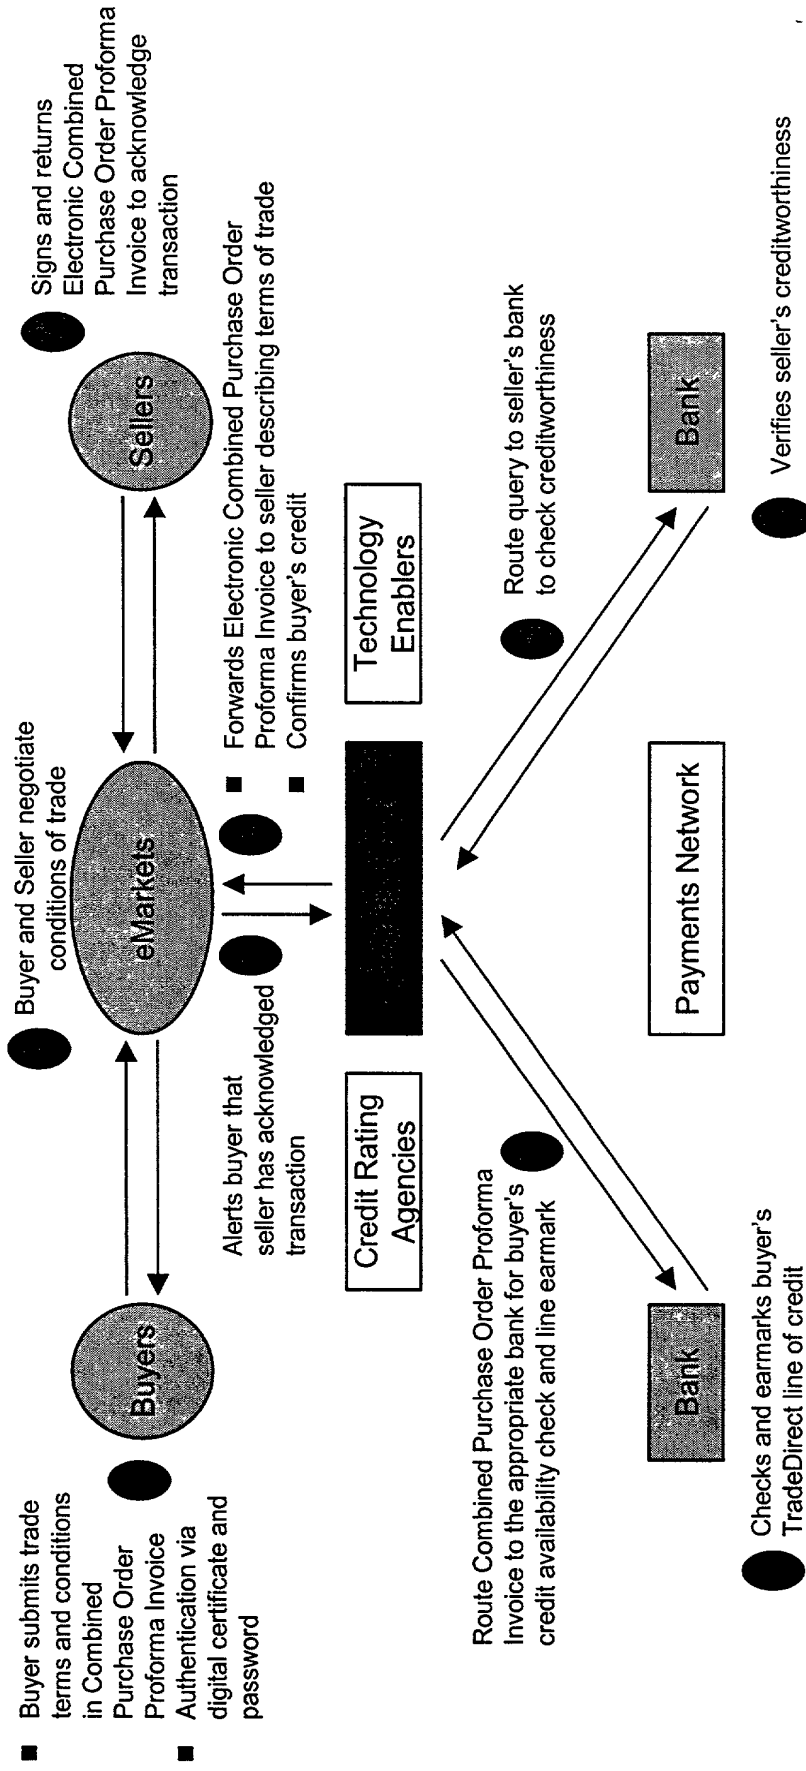 Buyer and Seller negotiate
conditions of trade
Buyer submits trade
terms and conditions
in Combined
Purchase Order
Proforma Invoice
Authentication via
digital certificate and
password
Buyers
eMarkets
Sellers
Signs and returns
Electronic Combined
Purchase Order Proforma
Invoice to acknowledge
transaction
Alerts buyer that
seller has acknowledged
transaction
Forwards Electronic Combined Purchase Order
Proforma Invoice to seller describing terms of trade
Confirms buyer's credit
Credit Rating
Agencies
Technology
Enablers
Route Combined Purchase Order Proforma
Invoice to the appropriate bank for buyer's
credit availability check and line earmark
Route query to seller's bank
to check creditworthiness
Bank
Payments Network
Bank
Checks and earmarks buyer's
TradeDirect line of credit
Verifies seller's creditworthiness